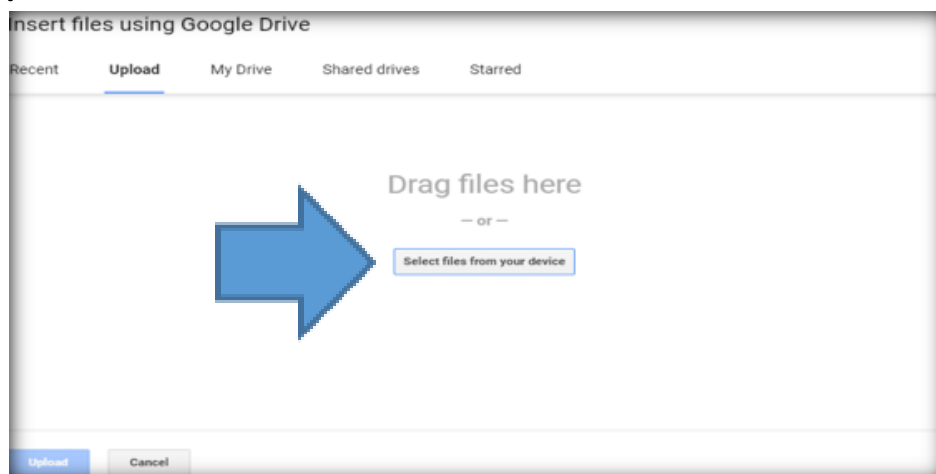 Insert files using Google Drive
Recent Upload My Drive Shared drives Starred
Drag files here
— or —
Select files from your device
Upload Cancel